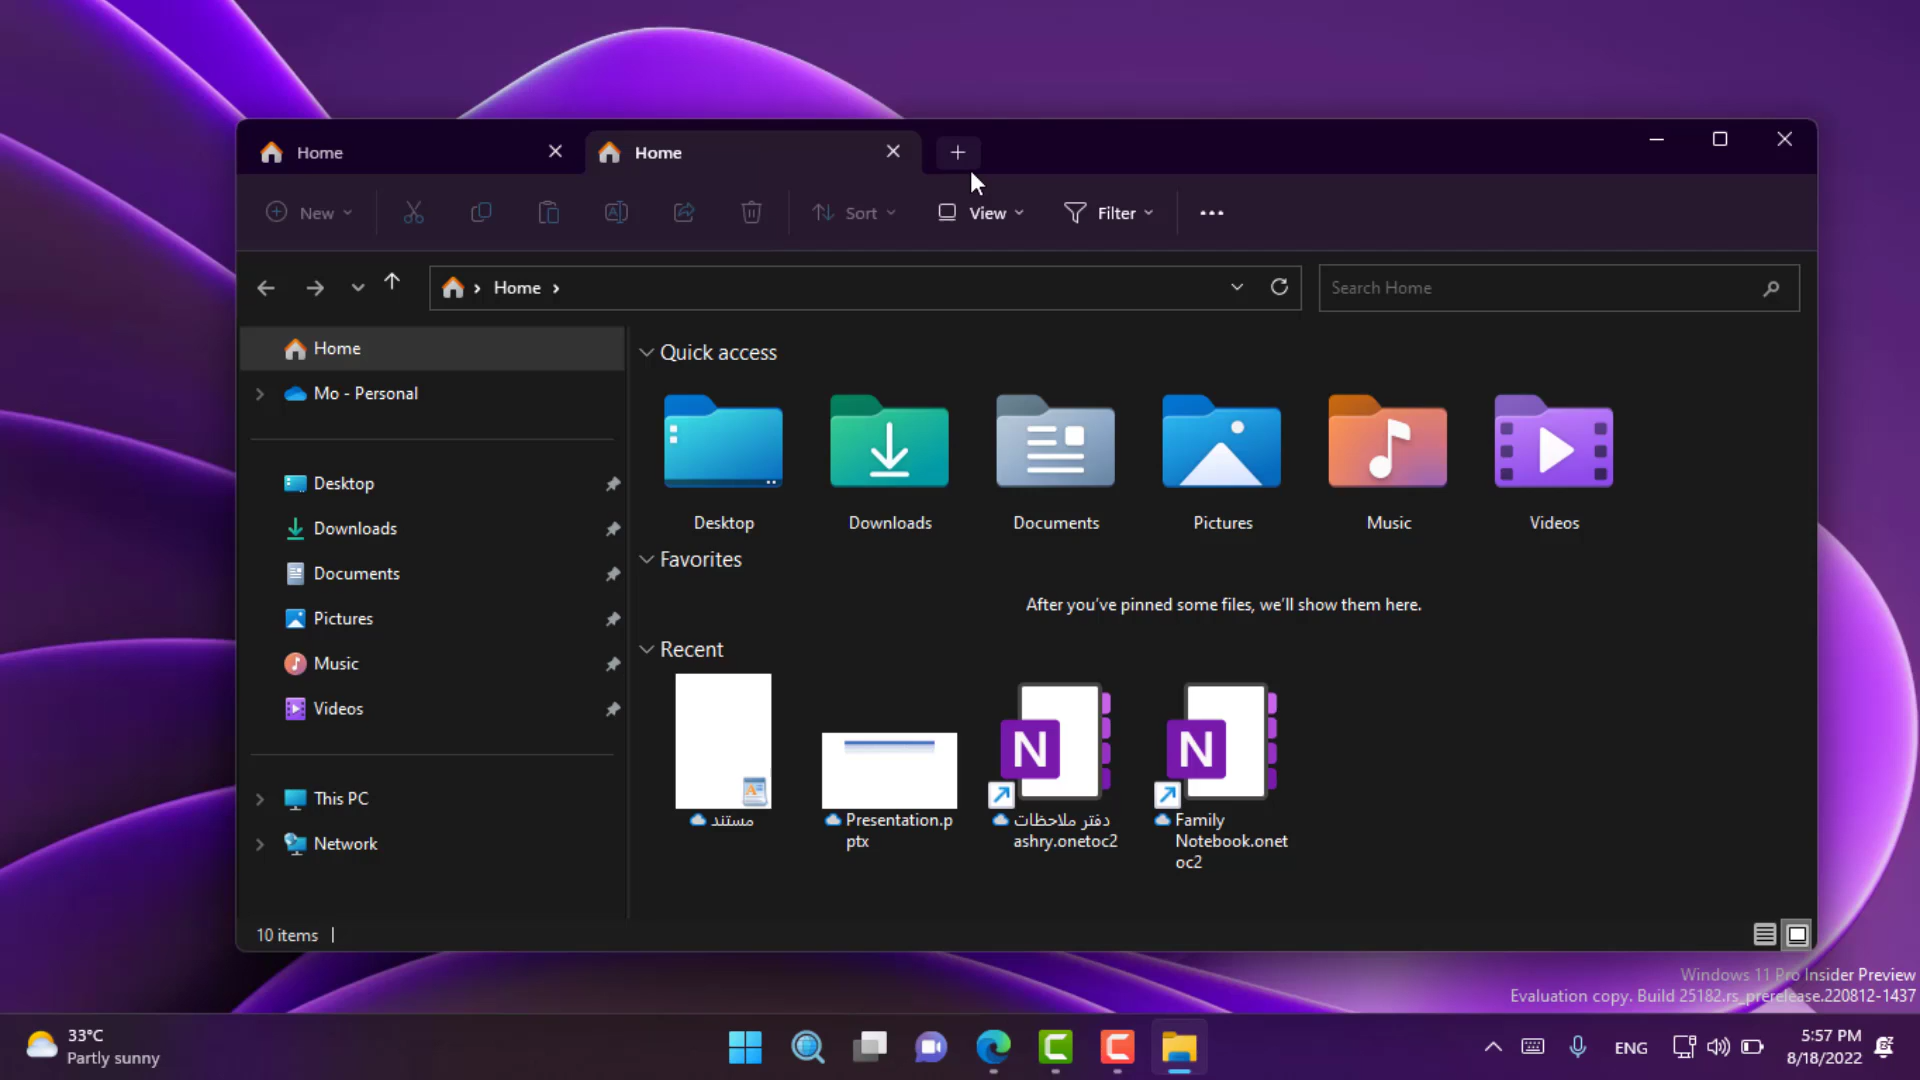 Home
Home
New
Sort
View
Filter
Home
Search Home
Home
Mo - Personal
Desktop
Downloads
Documents
Pictures
Music
Videos
This PC
Network
Quick access
Desktop
Downloads
Documents
Pictures
Music
Videos
Favorites
After you've pinned some files, we'll show them here.
Recent
مستند
Presentation.p
ptx
دفتر ملاحظات
ashry.onetoc2
Family
Notebook.onet
oc2
10 items
Windows 11 Pro Insider Preview
Evaluation copy. Build 25182.rs_prerelease.220812-1437
33°C
Partly sunny
ENG
5:57 PM
8/18/2022